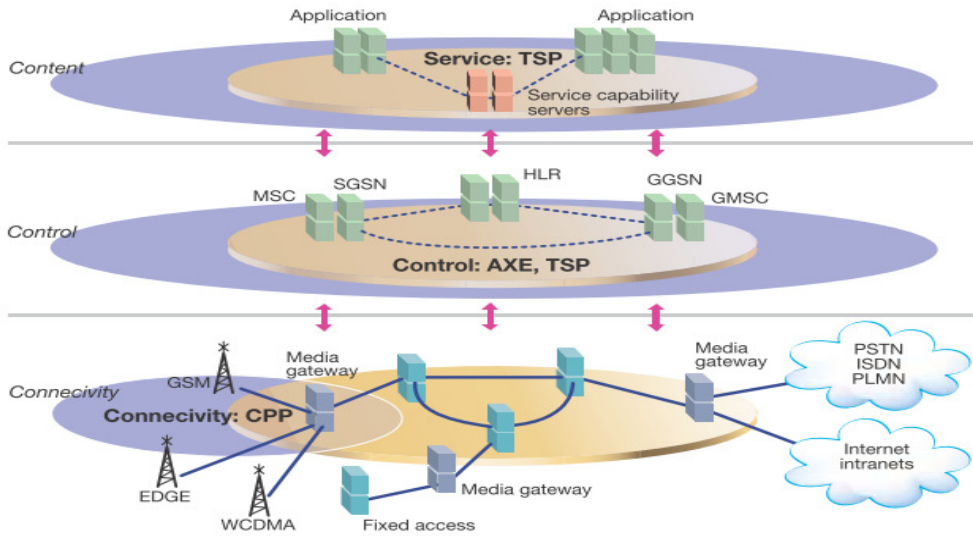 Application
Application
Content
Service: TSP
Service capability
servers
MSC
SGSN
HLR
GGSN
GMSC
Control
Control: AXE, TSP
Media
gateway
Media
gateway
PSTN
ISDN
PLMN
GSM
Connecivity
Connecivity: CPP
Internet
intranets
EDGE
WCDMA
Media gateway
Fixed access